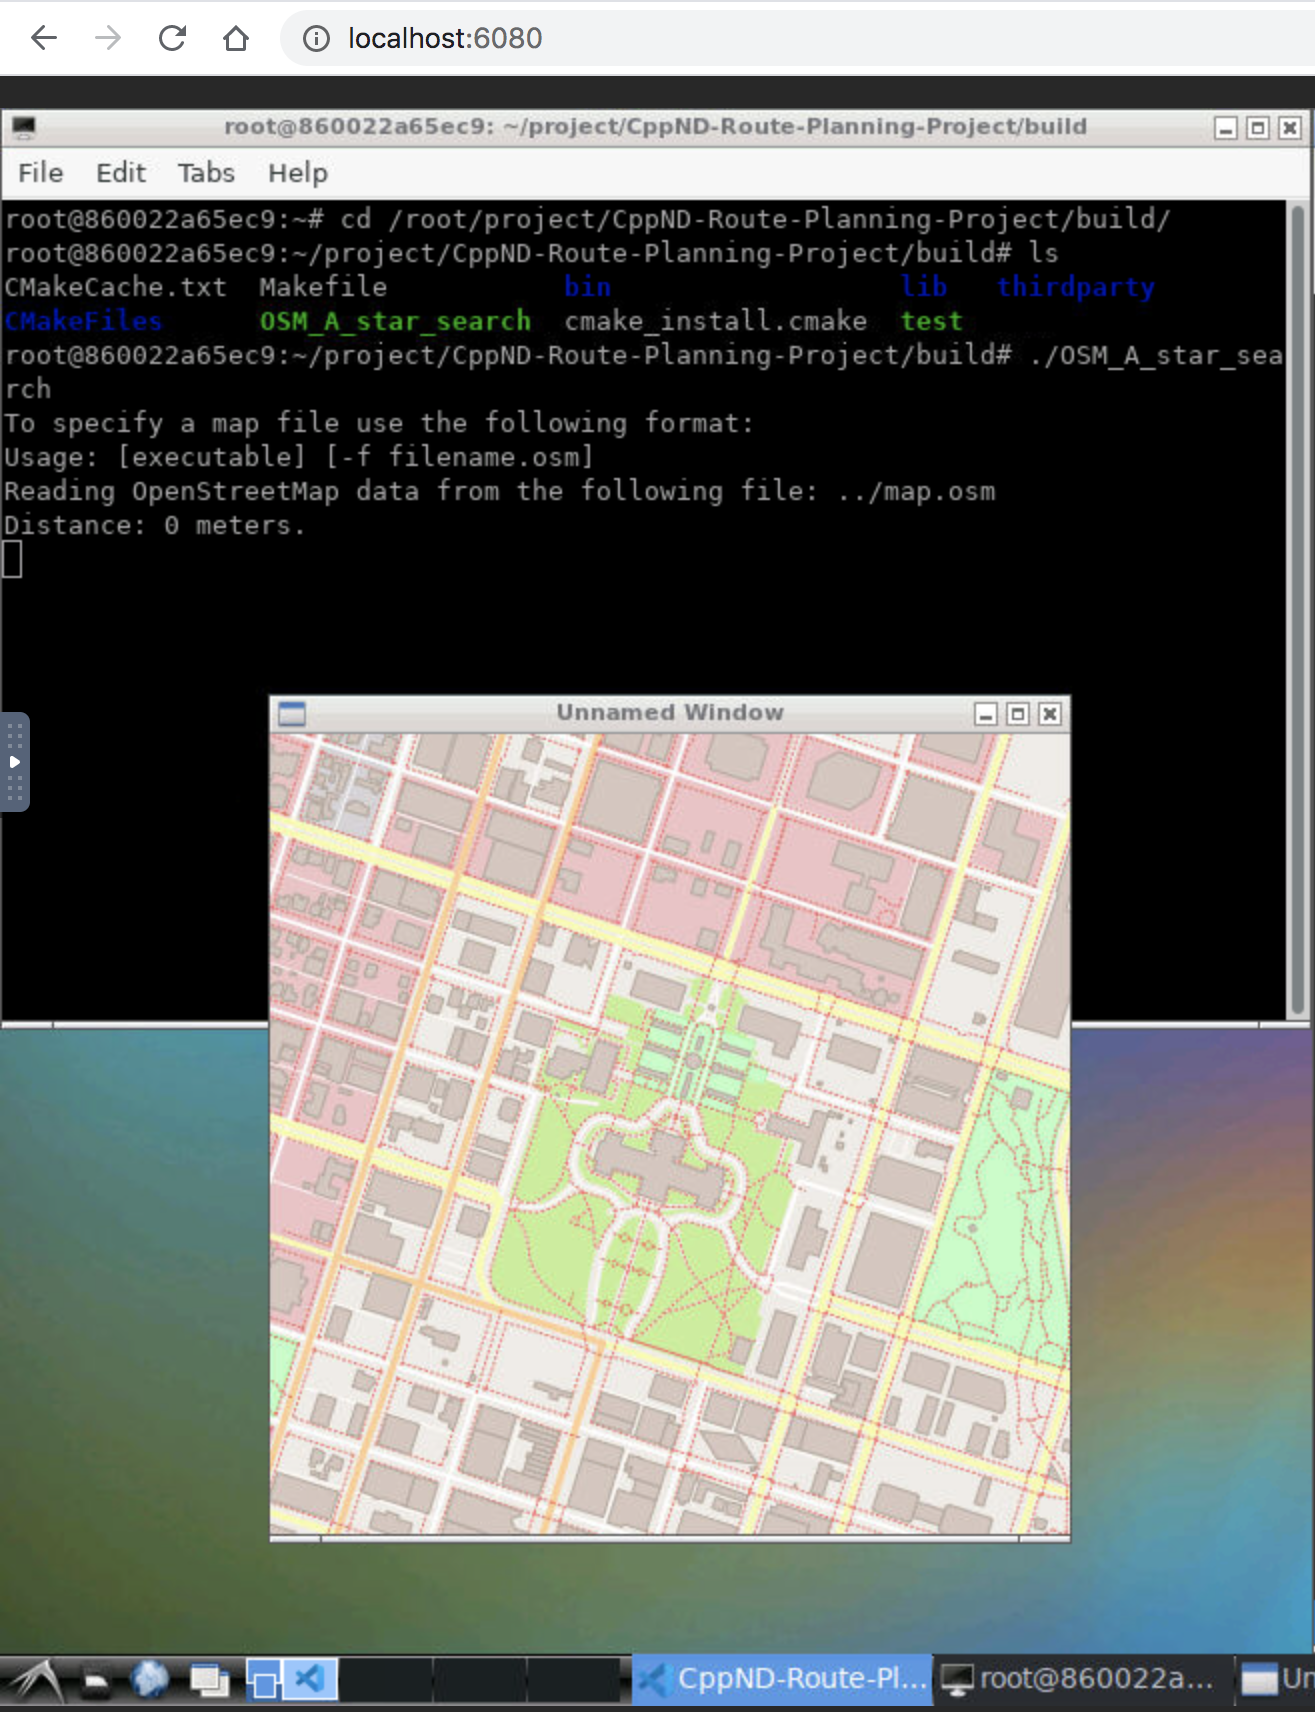 localhost:6080
root@860022a65ec9: ~/project/CppND-Route-Planning-Project/build
File Edit Tabs Help
root@860022a65ec9:~# cd /root/project/CppND-Route-Planning-Project/build/
root@860022a65ec9:~/project/CppND-Route-Planning-Project/build# ls
CMakeCache.txt Makefile bin lib thirdparty
CMakeFiles OSM_A_star_search cmake_install.cmake test
root@860022a65ec9:~/project/CppND-Route-Planning-Project/build# ./OSM_A_star_sea
rch
To specify a map file use the following format:
Usage: [executable] [-f filename.osm]
Reading OpenStreetMap data from the following file: ../map.osm
Distance: 0 meters.
Unnamed Window
CppND-Route-Pl... root@860022a... Un